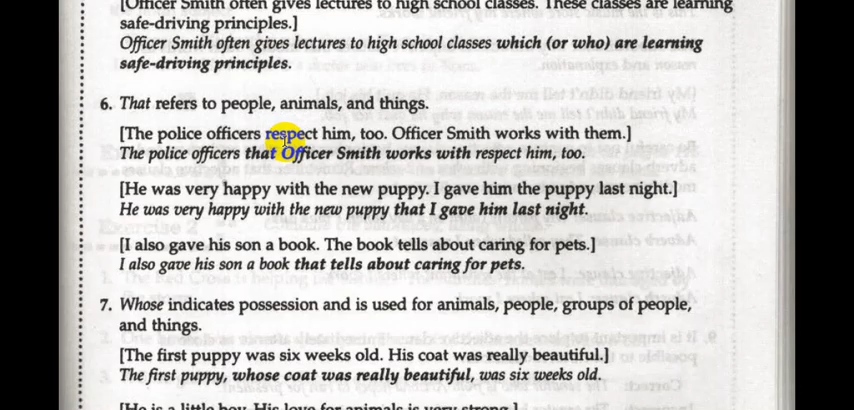 [Officer Smith often gives lectures to high school classes. These classes are learning
safe-driving principles.]
Officer Smith often gives lectures to high school classes which (or who) are learning
safe-driving principles.
6. That refers to people, animals, and things.
[The police officers respect him, too. Officer Smith works with them.]
The police officers that Officer Smith works with respect him, too.
[He was very happy with the new puppy. I gave him the puppy last night.]
He was very happy with the new puppy that I gave him last night.
[I also gave his son a book. The book tells about caring for pets.]
I also gave his son a book that tells about caring for pets.
7. Whose indicates possession and is used for animals, people, groups of people,
and things.
[The first puppy was six weeks old. His coat was really beautiful.]
The first puppy, whose coat was really beautiful, was six weeks old.
[He is a little boy. His love for animals is very strong.]